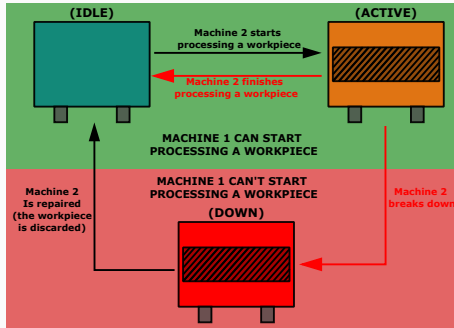 (IDLE)
(ACTIVE)
Machine 2 starts
processing a workpiece
Machine 2 finishes
processing a workpiece
MACHINE 1 CAN START
PROCESSING A WORKPIECE
MACHINE 1 CAN'T START
PROCESSING A WORKPIECE
Machine 2
Is repaired
(the workpiece
is discarded)
(DOWN)
Machine 2
breaks down